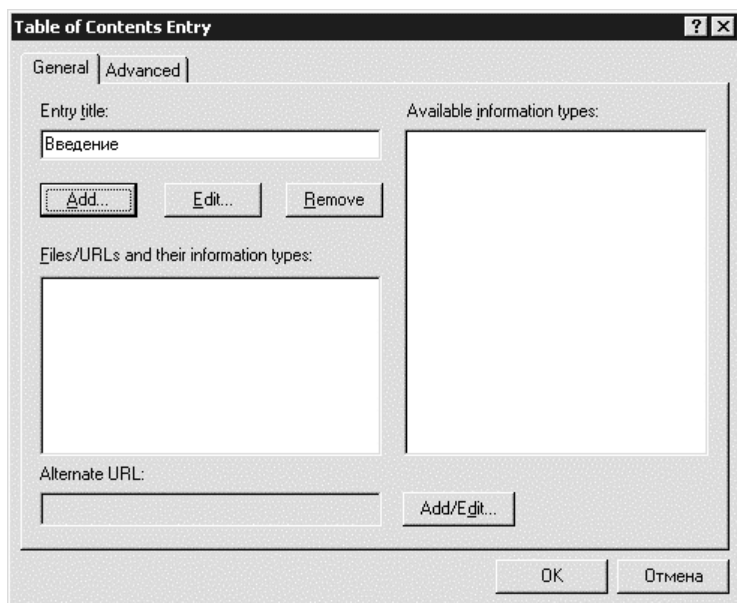 Table of Contents Entry
General Advanced
Entry title:
Введение
Add... Edit... Remove
Files/URLs and their information types:
Available information types:
Alternate URL:
Add/Edit...
OK Отмена